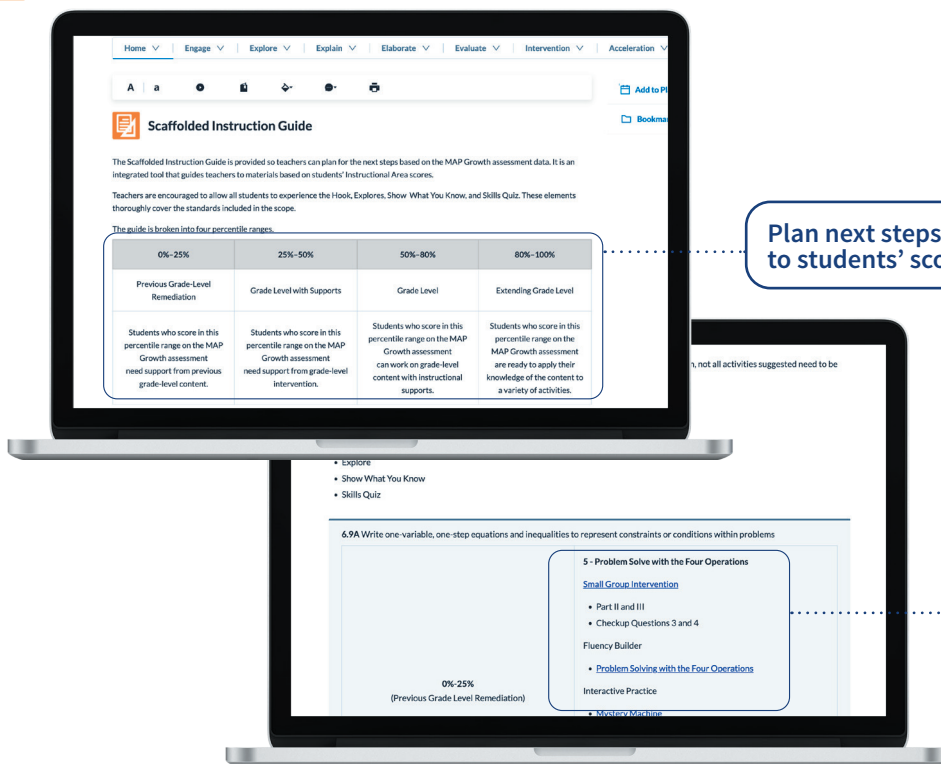 Home Engage Explore Explain Elaborate Evaluate Intervention Acceleration
A a
Add to
Scaffolded Instruction Guide
The Scaffolded Instruction Guide is provided so teachers can plan for the next steps based on the MAP Growth assessment data. It is an
integrated tool that guides teachers to materials based on students' Instructional Area scores.
Teachers are encouraged to allow all students to experience the Hook, Explores, Show What You Know, and Skills Quiz. These elements
thoroughly cover the standards included in the scope.
The guide is broken into four percentile ranges.
0%–25% 25%–50% 50%–80% 80%–100%
Previous Grade-Level
Remediation
Grade Level with Supports
Grade Level
Extending Grade Level
Students who score in this
percentile range on the MAP
Growth assessment
need support from previous
grade-level content.
Students who score in this
percentile range on the MAP
Growth assessment
need support from grade-level
intervention.
Students who score in this
percentile range on the MAP
Growth assessment
can work on grade-level
content with instructional
supports.
Students who score in this
percentile range on the
MAP Growth assessment
are ready to apply their
knowledge of the content to
a variety of activities.
Plan next steps
to students' sco
not all activities suggested need to be
• Explore
• Show What You Know
• Skills Quiz
6.9A Write one-variable, one-step equations and inequalities to represent constraints or conditions within problems
0%-25%
(Previous Grade Level Remediation)
5 - Problem Solve with the Four Operations
Small Group Intervention
• Part II and III
• Checkup Questions 3 and 4
Fluency Builder
• Problem Solving with the Four Operations
Interactive Practice
• Mystery Machine